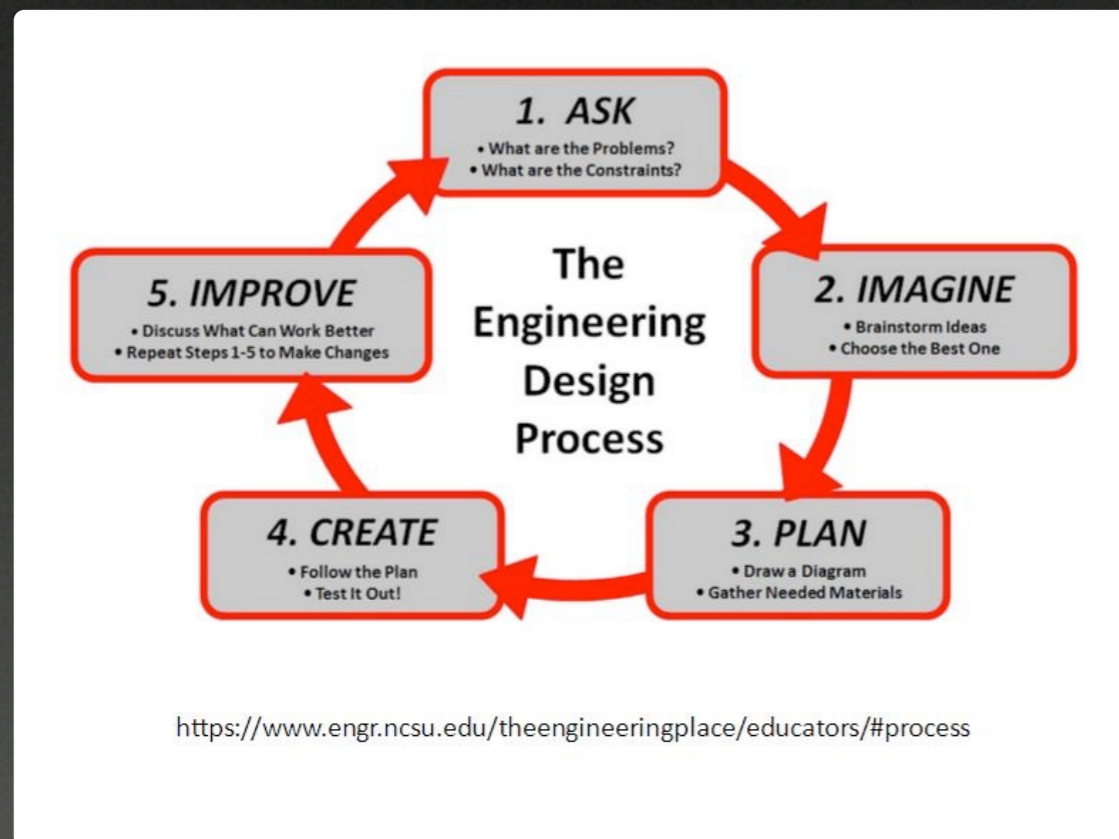 The
Engineering
Design
Process
1. ASK
• What are the Problems?
• What are the Constraints?
2. IMAGINE
• Brainstorm Ideas
• Choose the Best One
3. PLAN
• Draw a Diagram
• Gather Needed Materials
4. CREATE
• Follow the Plan
• Test It Out!
5. IMPROVE
• Discuss What Can Work Better
• Repeat Steps 1-5 to Make Changes
https://www.engr.ncsu.edu/theengineeringplace/educators/#process